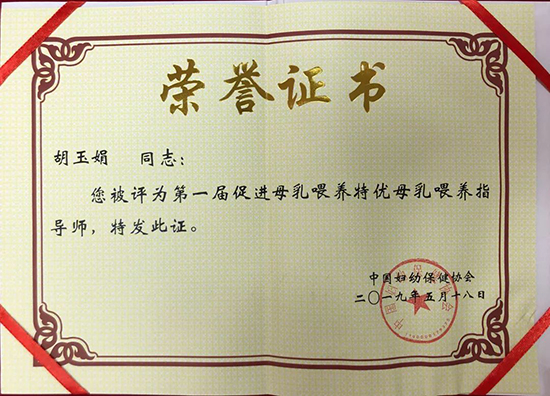 荣誉证书
胡玉娟 同志：
您被评为第一届促进母乳喂养特优母乳喂养指
导师，特发此证。
中国妇幼保健协会
二〇一九年五月十八日